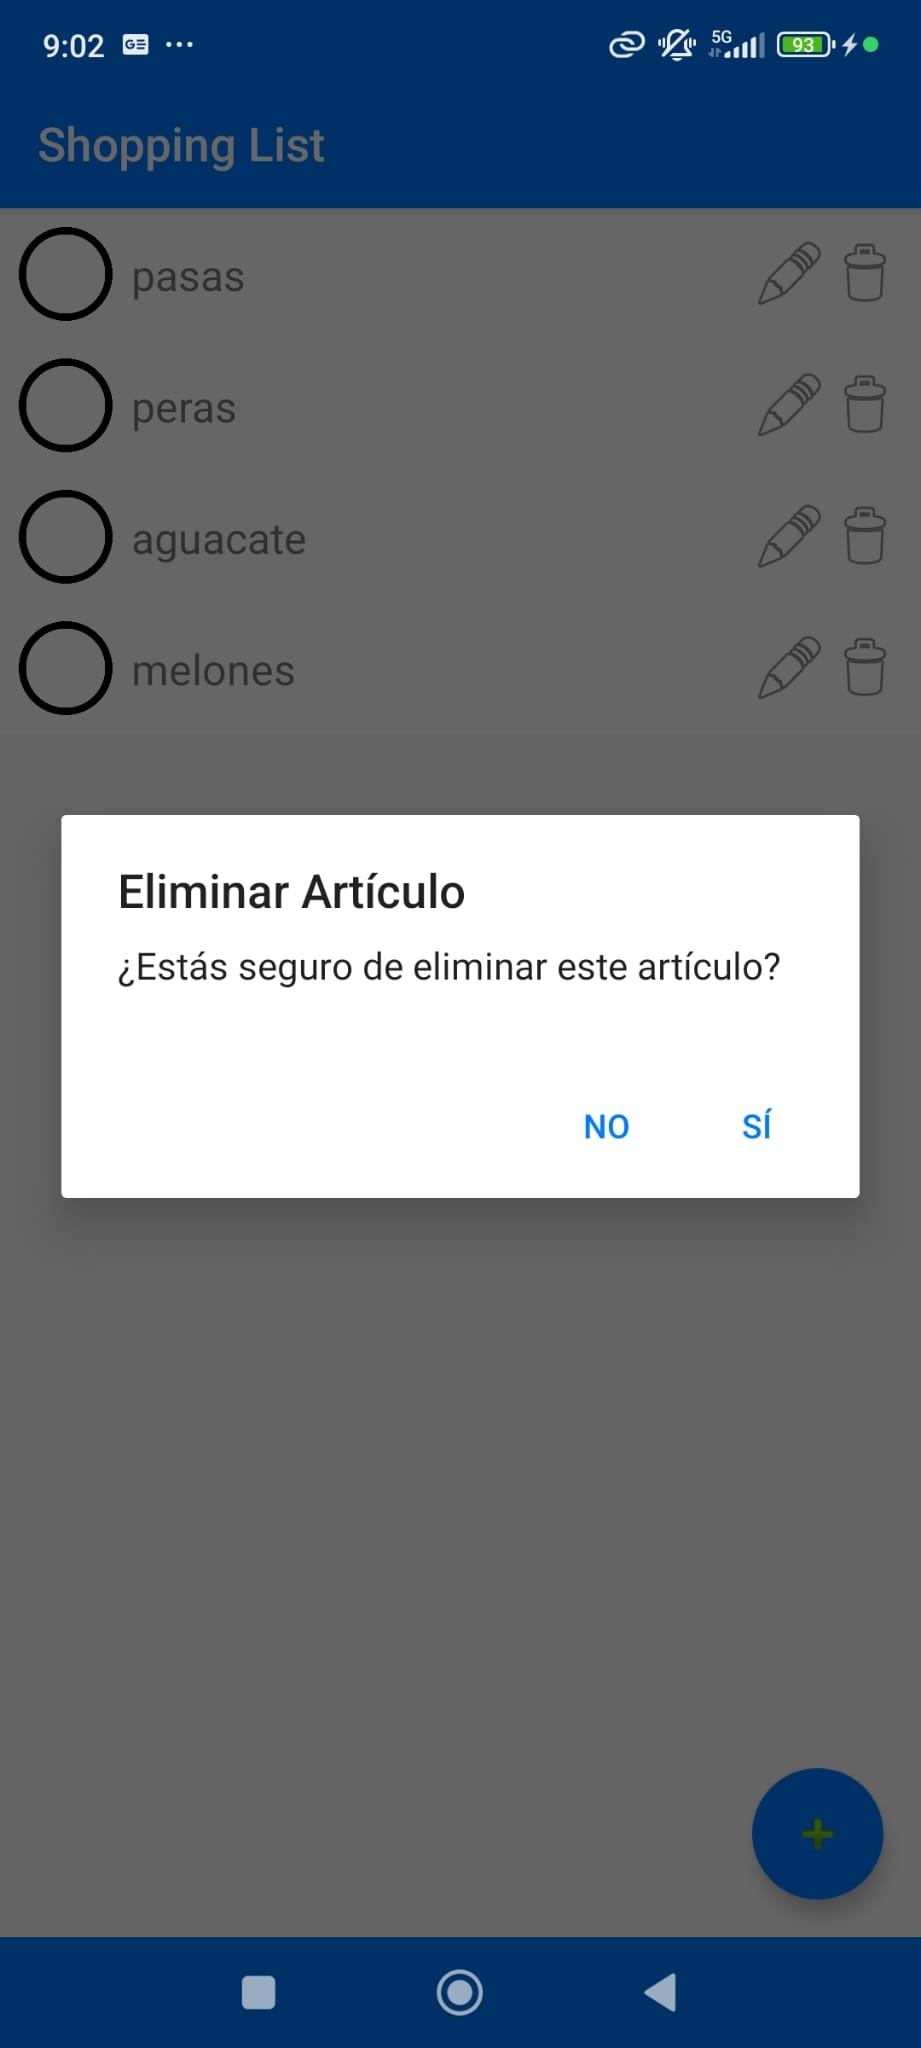 9:02 GE ... 5G 93
Shopping List
pasas
peras
aguacate
melones
Eliminar Artículo
¿Estás seguro de eliminar este artículo?
NO SÍ
+